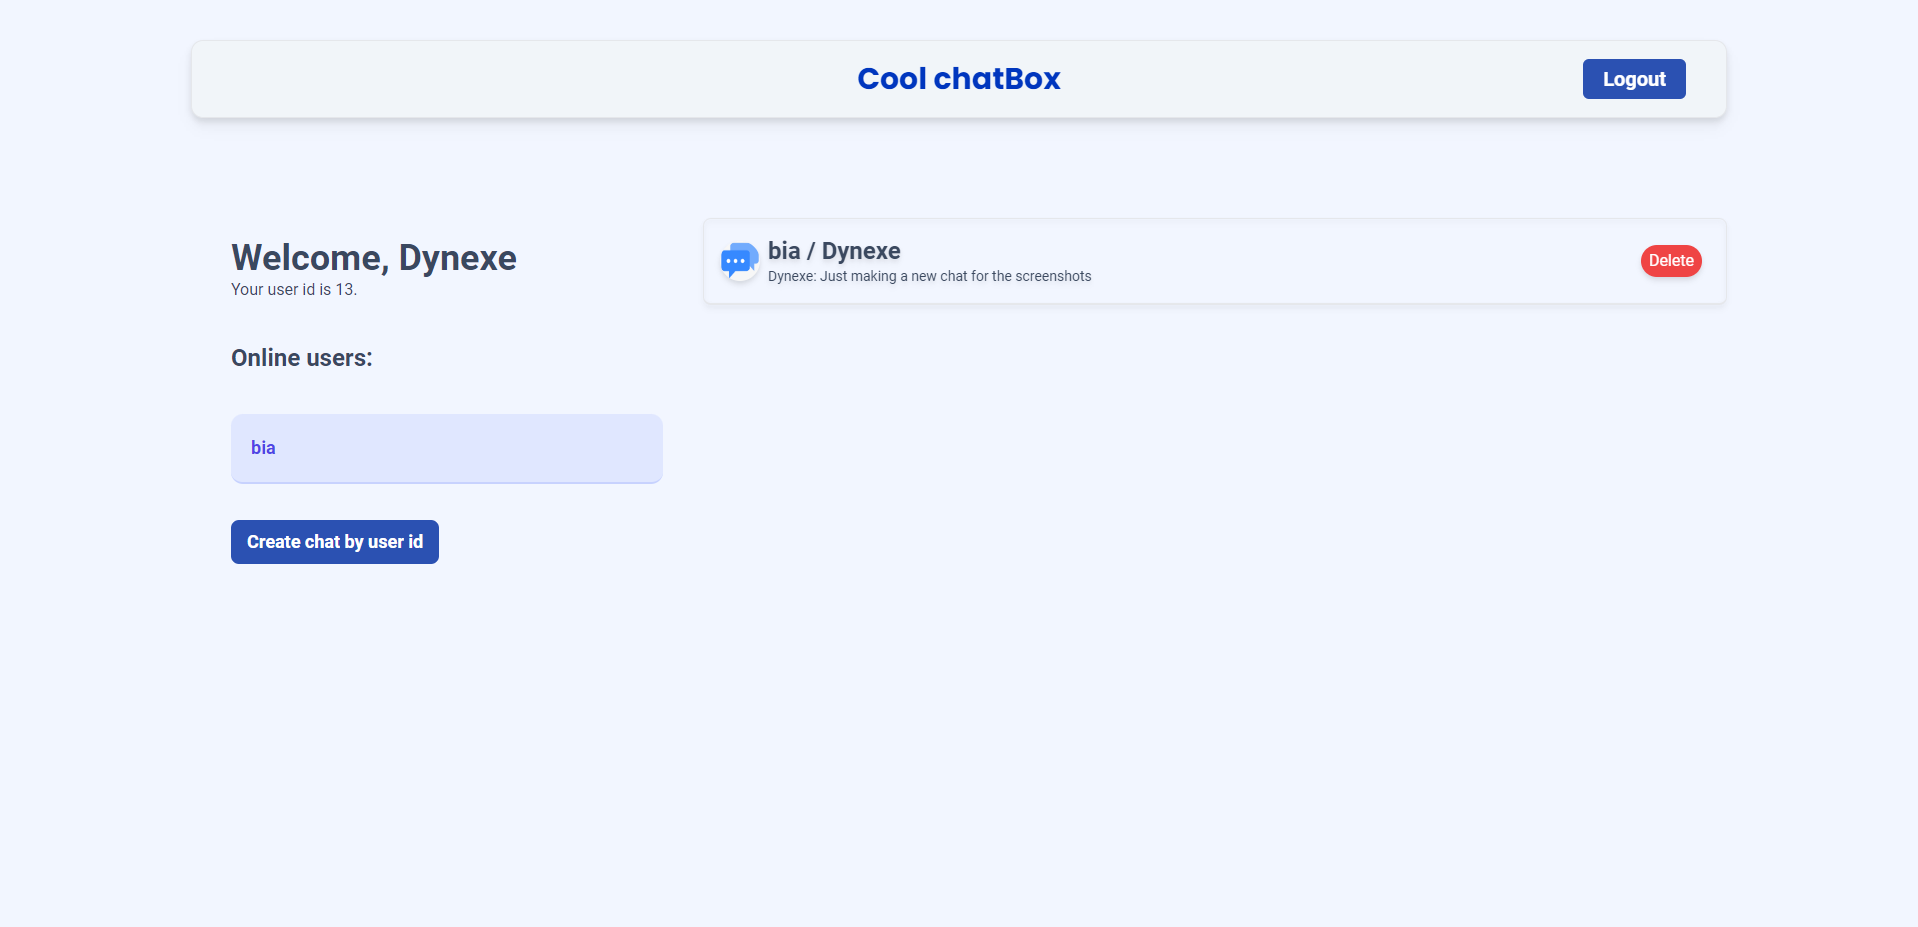 Cool chatBox
Logout
Welcome, Dynexe
Your user id is 13.
Online users:
bia
Create chat by user id
bia / Dynexe
Dynexe: Just making a new chat for the screenshots
Delete